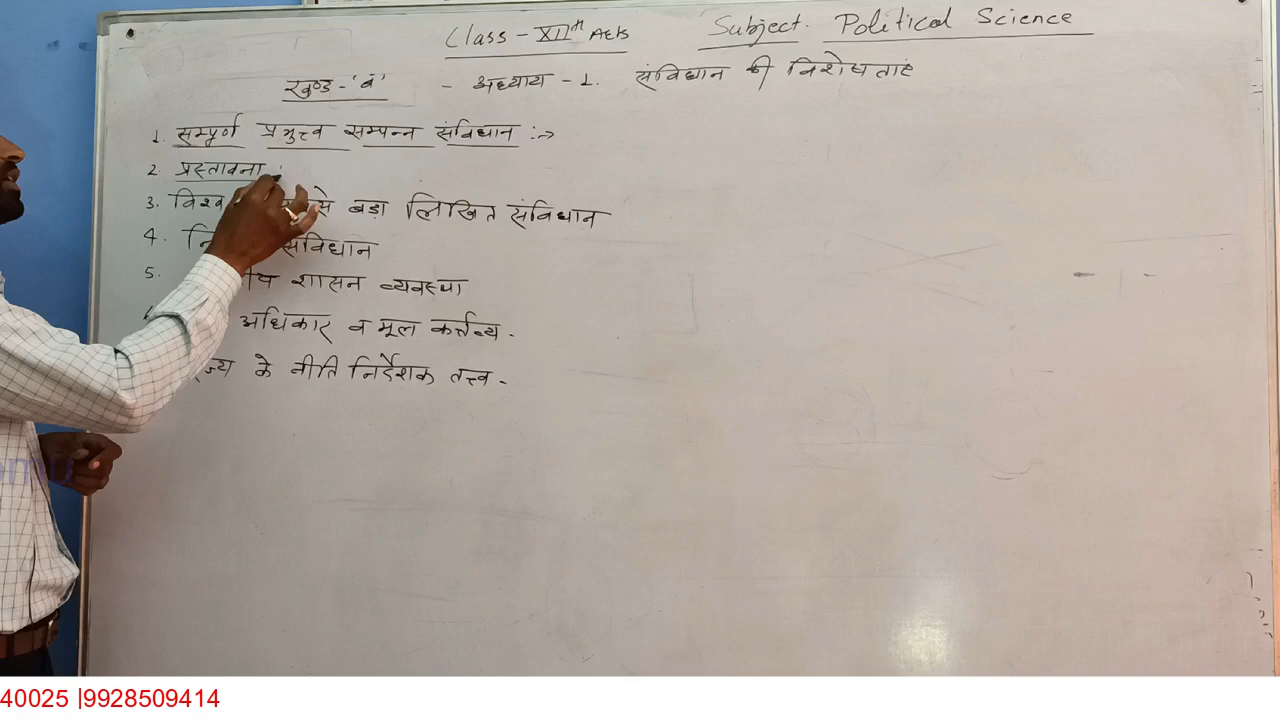 Class - XIIth Arts Subject. Political Science
खण्ड - 'ब' - अध्याय - 1. संविधान की विशेषताएं
1. सम्पूर्ण प्रभुत्त्व सम्पन्न संविधान :→
2. प्रस्तावना :
3. विश्व से बड़ा लिखित संविधान
4. संविधान
5. शासन व्यवस्था
अधिकार व मूल कर्त्तव्य .
के नीति निर्देशक तत्त्व .
40025 |9928509414